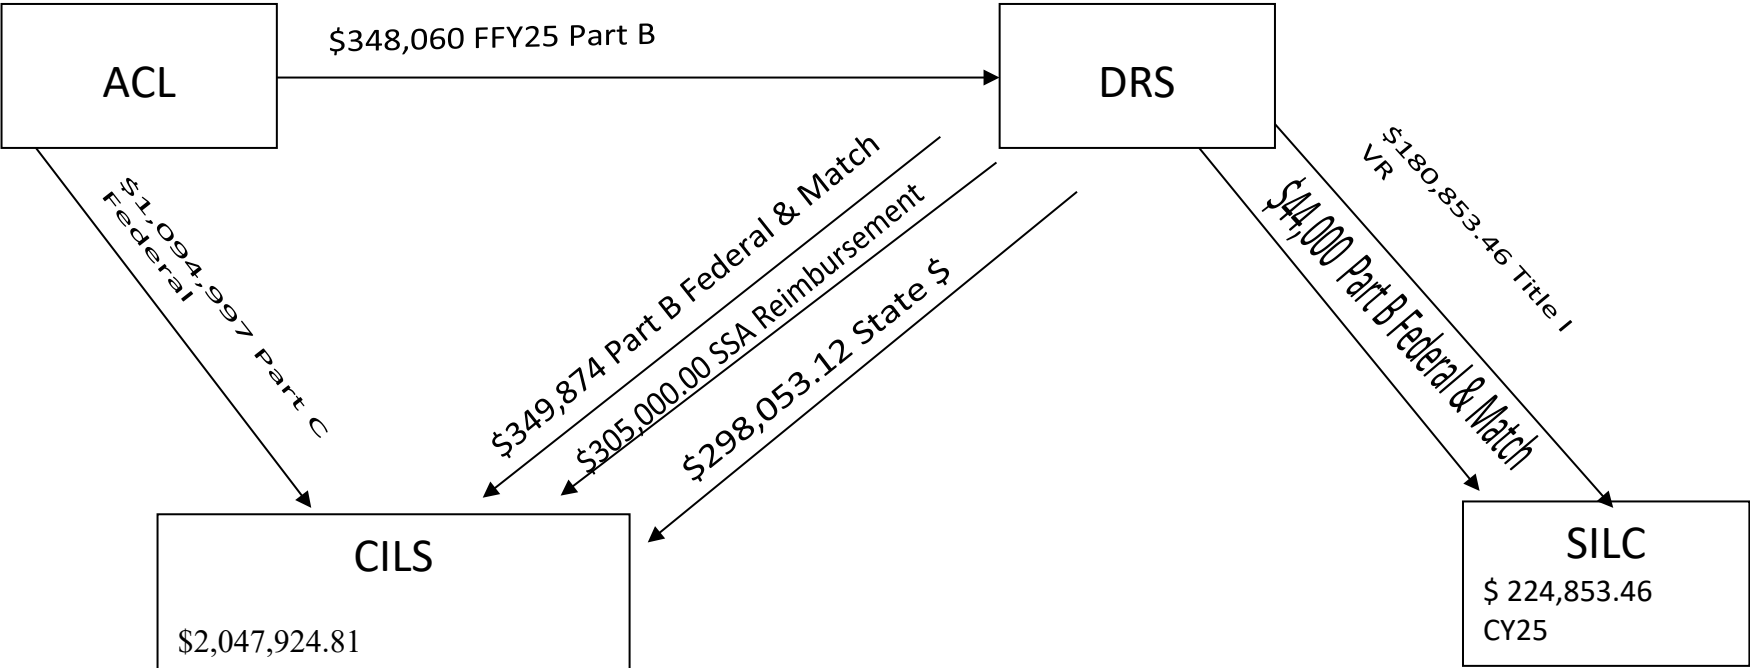 $348,060 FFY25 Part B
ACL
DRS
$1,094,997 Part C
Federal
$349,874 Part B Federal & Match
$305,000.00 SSA Reimbursement
$298,053.12 State $
$44,000 Part B Federal & Match
$180,853.46 Title I
VR
CILS
$2,047,924.81
SILC
$ 224,853.46
CY25